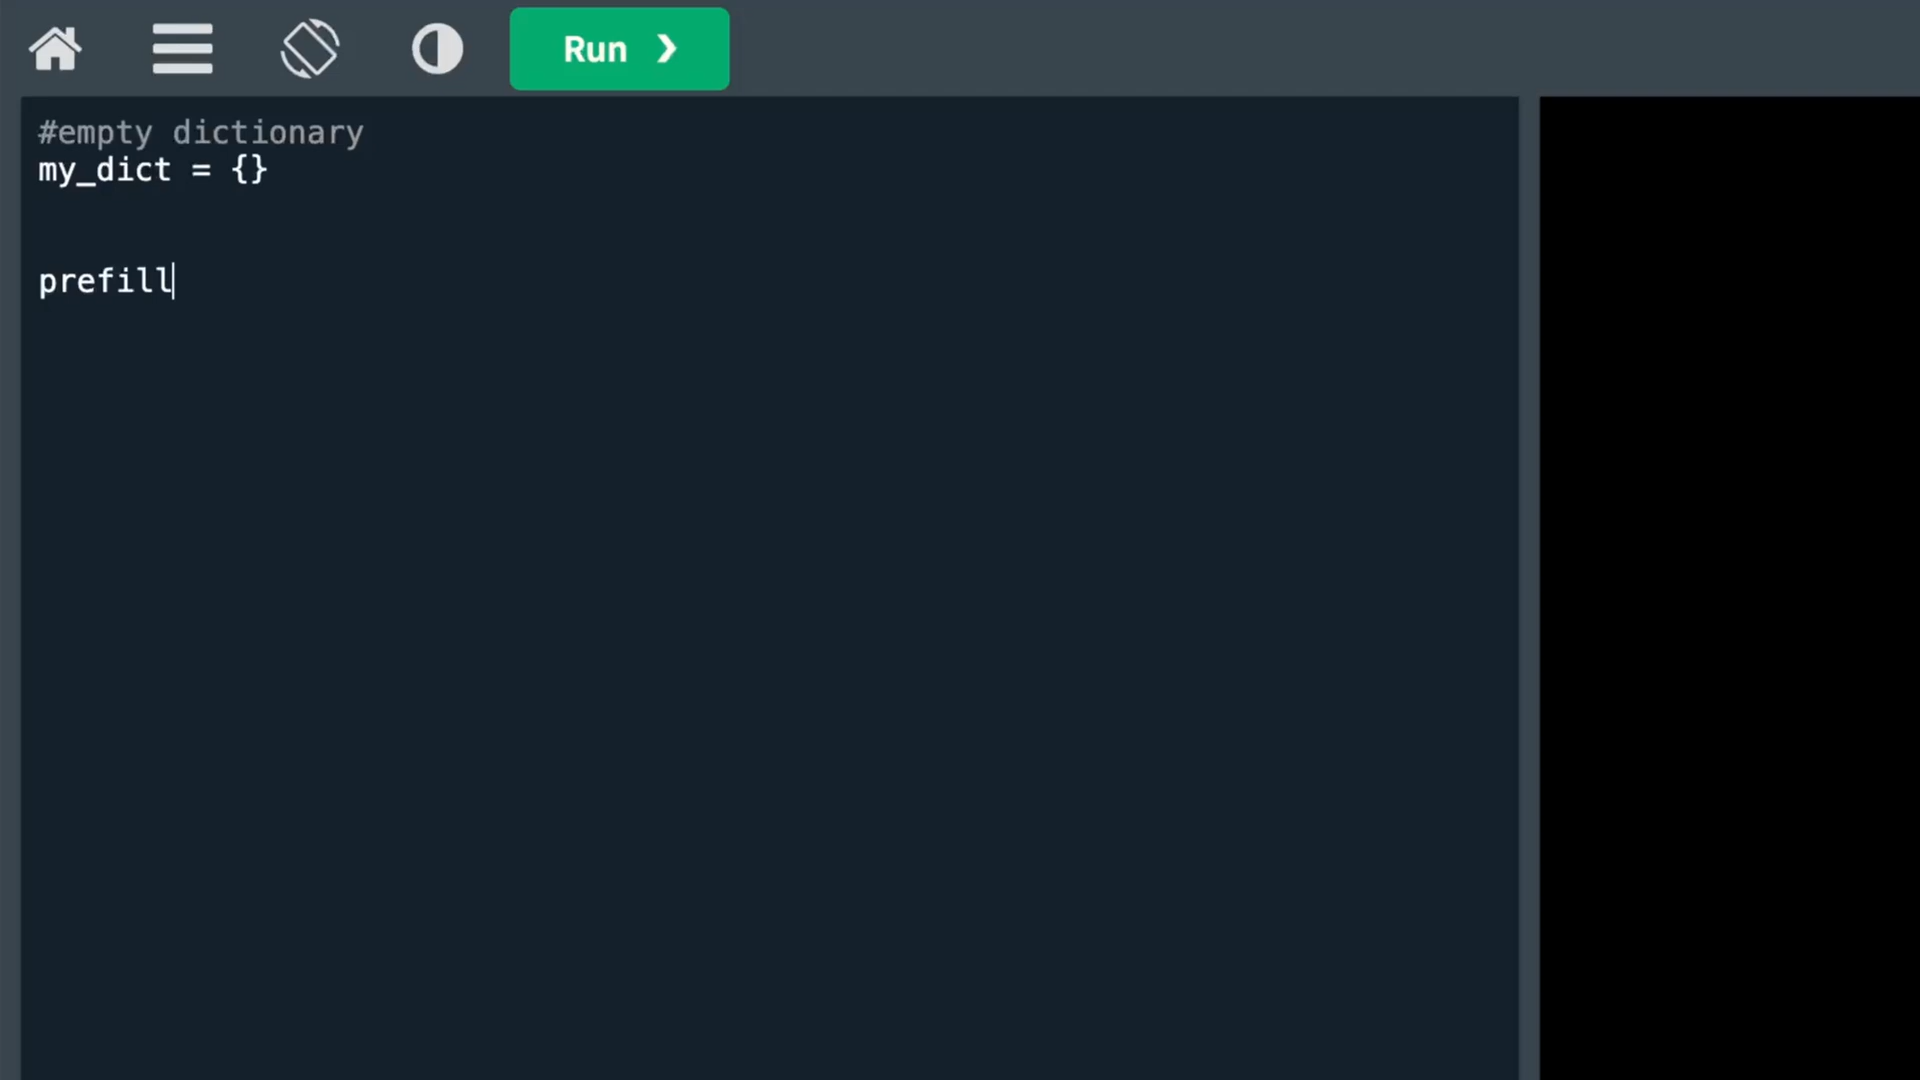 Run
#empty dictionary
my_dict = {}
prefill